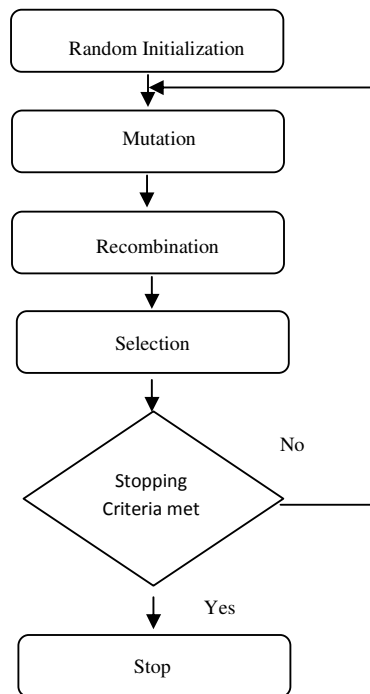 Random Initialization
Mutation
Recombination
Selection
No
Stopping
Criteria met
Yes
Stop